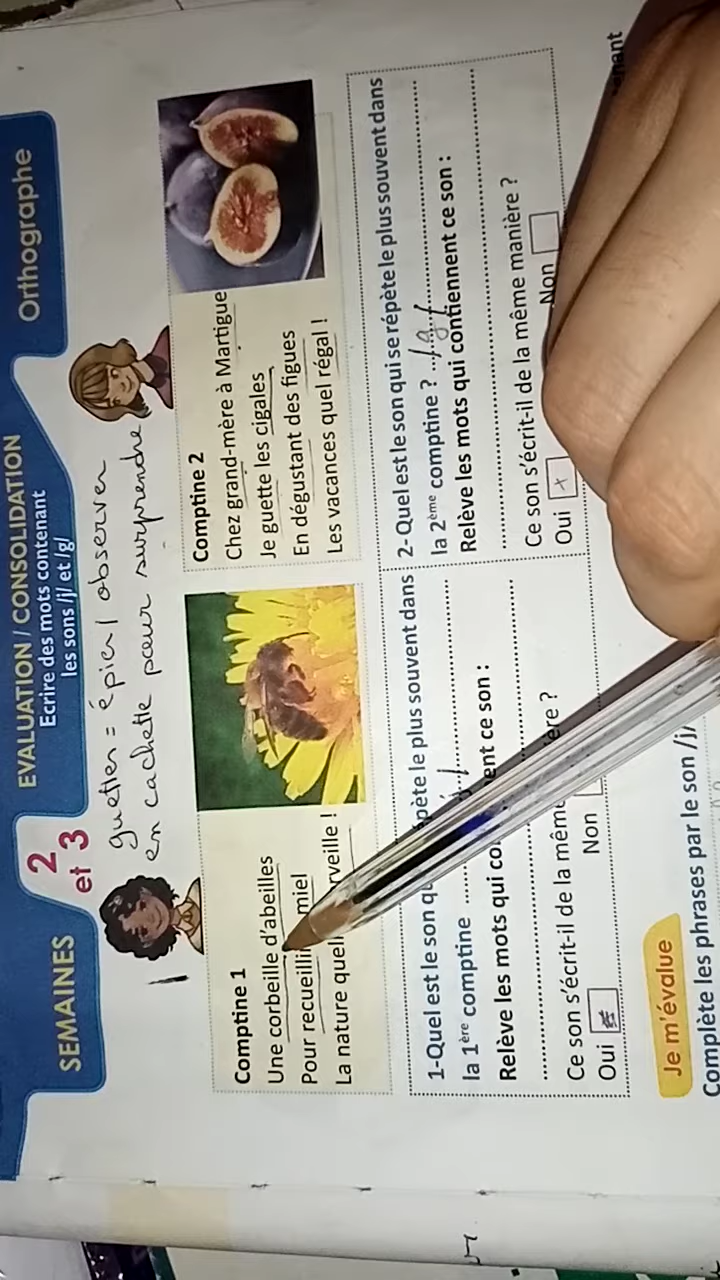 SEMAINES
2
et 3
EVALUATION / CONSOLIDATION
Ecrire des mots contenant
les sons /j/ et /g/
Orthographe
guetter = épier / observer
en cachette pour surprendre
Comptine 1
Une corbeille d'abeilles
Pour recueilli miel
La nature quel rveille !
Comptine 2
Chez grand-mère à Martigue
Je guette les cigales
En dégustant des figues
Les vacances quel régal !
1-Quel est le son qu pète le plus souvent dans
la 1ère comptine
Relève les mots qui co ent ce son :
Ce son s'écrit-il de la même ère ?
Oui Non
2- Quel est le son qui se répète le plus souvent dans
la 2ème comptine ? /g/
Relève les mots qui contiennent ce son :
Ce son s'écrit-il de la même manière ?
Oui x Non
Je m'évalue
Complète les phrases par le son /j/